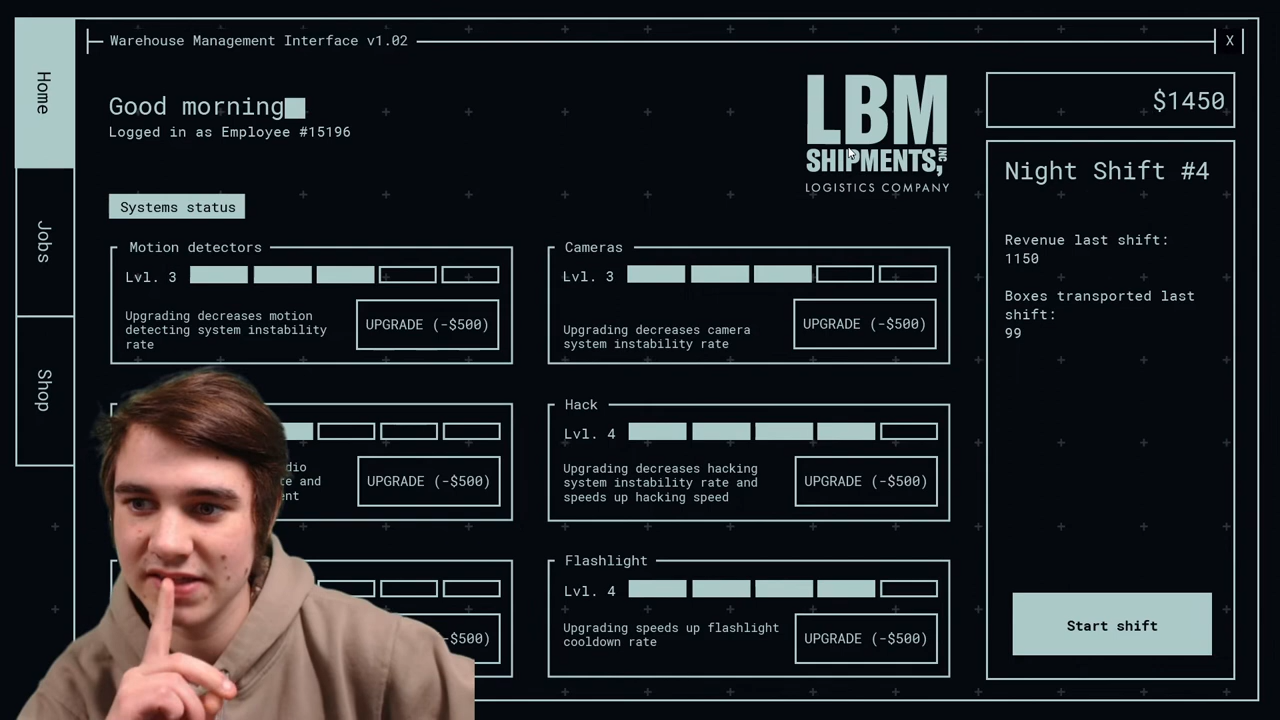 Warehouse Management Interface v1.02
X
Home
Jobs
Shop
Good morning
Logged in as Employee #15196
LBM
SHIPMENTS, INC
LOGISTICS COMPANY
$1450
Systems status
Motion detectors
Lvl. 3
Upgrading decreases motion
detecting system instability
rate
UPGRADE (-$500)
Cameras
Lvl. 3
Upgrading decreases camera
system instability rate
UPGRADE (-$500)
UPGRADE (-$500)
Hack
Lvl. 4
Upgrading decreases hacking
system instability rate and
speeds up hacking speed
UPGRADE (-$500)
Flashlight
Lvl. 4
Upgrading speeds up flashlight
cooldown rate
UPGRADE (-$500)
Night Shift #4
Revenue last shift:
1150
Boxes transported last
shift:
99
Start shift